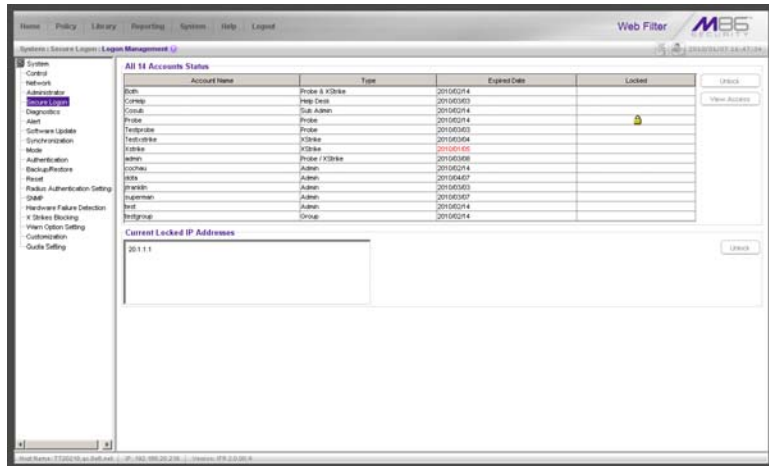 Home Policy Library Reporting System Help Logout
Web Filter
M86
SECURITY
System : Secure Logon : Logon Management
System
Control
Network
Administrator
Secure Logon
Diagnostics
Alert
Software Update
Synchronization
Mode
Authentication
Backup/Restore
Reset
Radius Authentication Setting
SNMP
Hardware Failure Detection
X Strikes Blocking
Warn Option Setting
Customization
Quota Setting
All 14 Accounts Status
Account Name Type Expired Date Locked
Both Probe & XStrike 2010/02/14
Help Desk 2010/03/03
Sub Admin 2010/02/14
Probe Probe 2010/02/14
Testprobe Probe 2010/03/03
Testxstrike XStrike 2010/03/04
Xstrike XStrike 2010/01/05
admin Probe / XStrike 2010/03/08
cochau Admin 2010/02/14
Admin 2010/04/07
jfranklin Admin 2010/03/03
superman Admin 2010/03/07
test Admin 2010/02/14
testgroup Group 2010/02/14
Unlock
View Access
Current Locked IP Addresses
20.1.1.1
Unlock